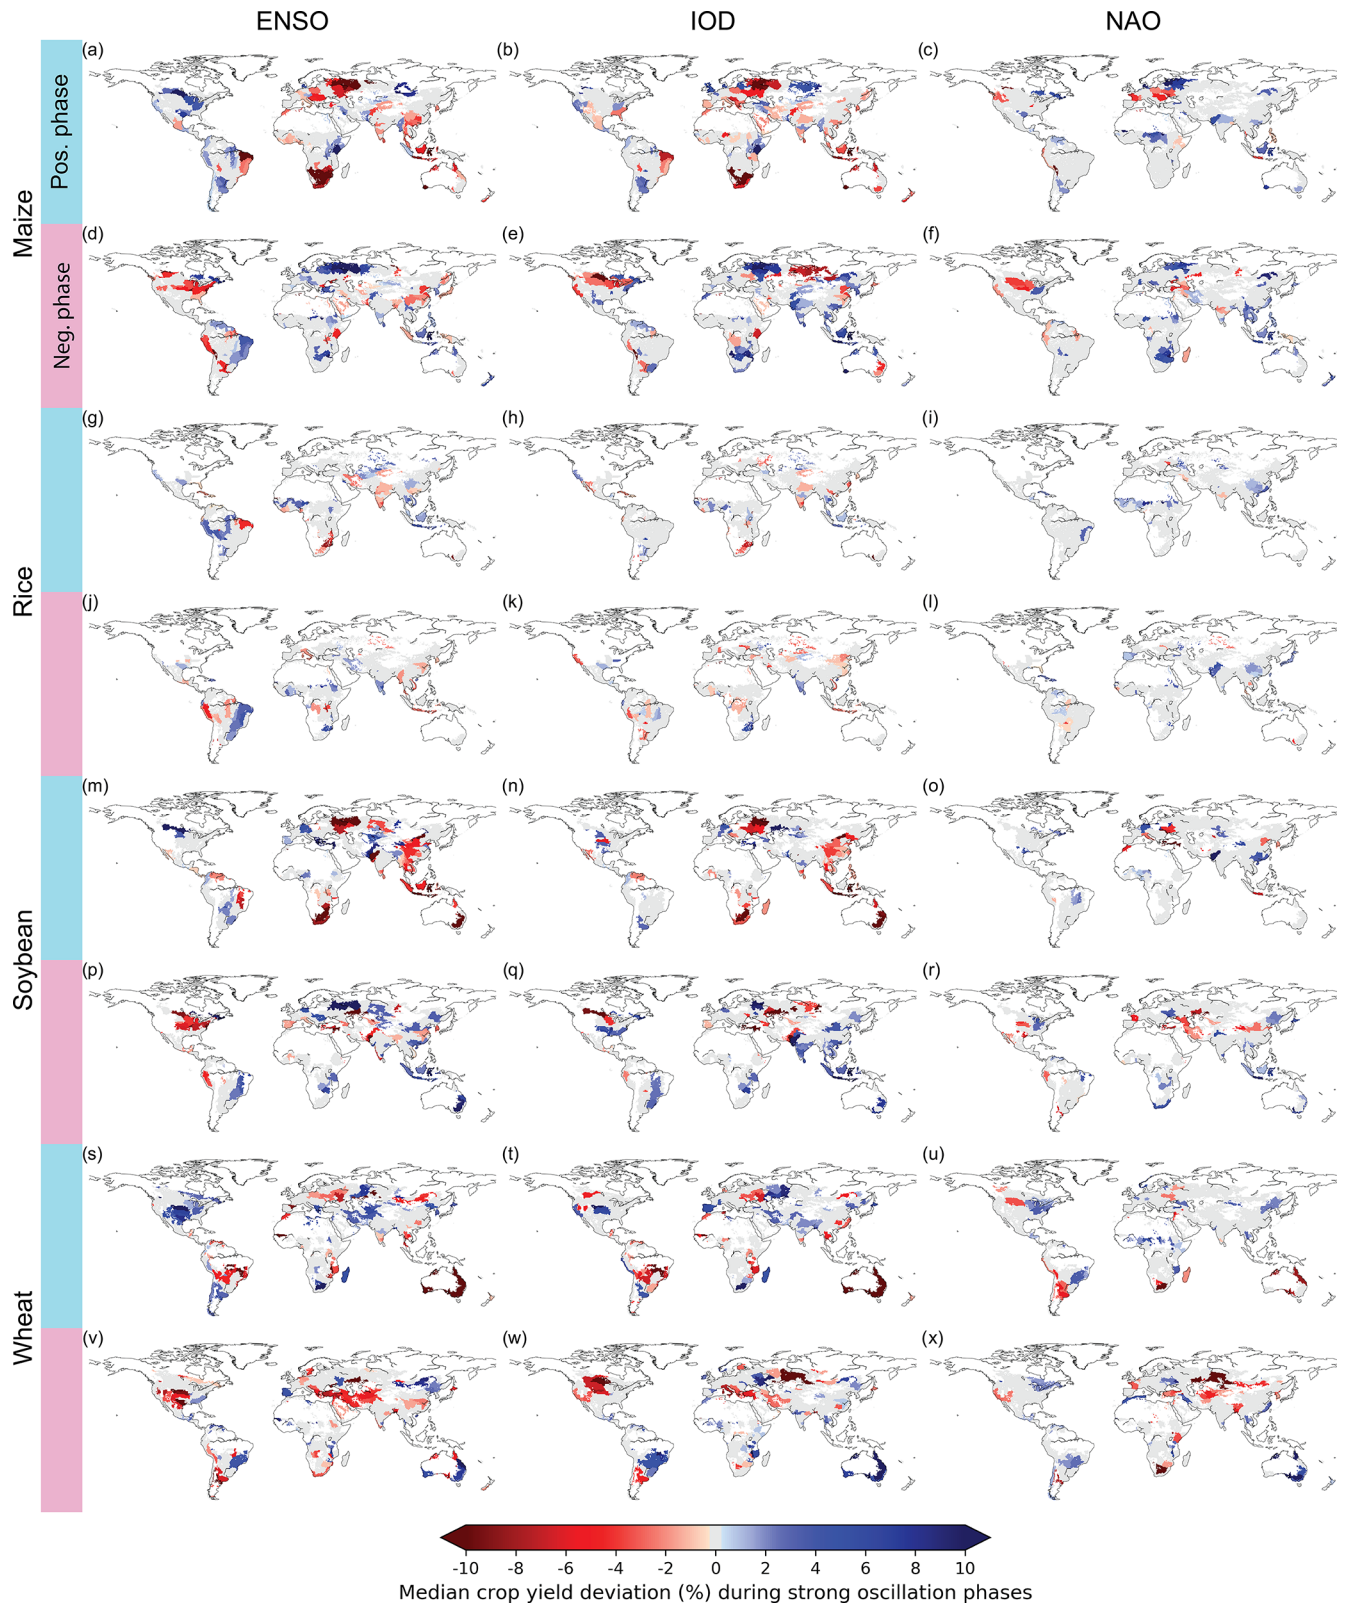 ENSO IOD NAO
Maize
Pos. phase
(a) (b) (c)
Neg. phase
(d) (e) (f)
Rice
(g) (h) (i)
(j) (k) (l)
Soybean
(m) (n) (o)
(p) (q) (r)
Wheat
(s) (t) (u)
(v) (w) (x)
-10 -8 -6 -4 -2 0 2 4 6 8 10
Median crop yield deviation (%) during strong oscillation phases